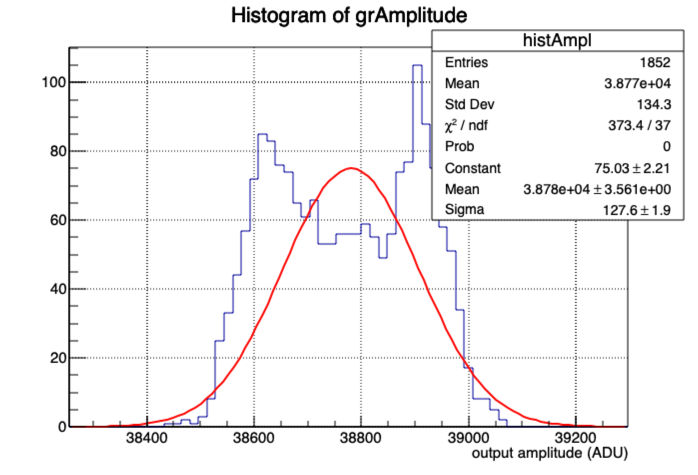 Histogram of grAmplitude
histAmpl
Entries 1852
Mean 3.877e+04
Std Dev 134.3
χ² / ndf 373.4 / 37
Prob 0
Constant 75.03 ± 2.21
Mean 3.878e+04 ± 3.561e+00
Sigma 127.6 ± 1.9
100
80
60
40
20
0
38400 38600 38800 39000 39200
output amplitude (ADU)